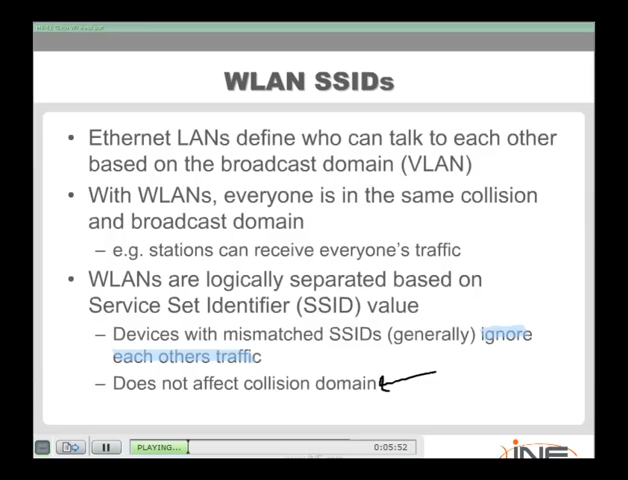 WLAN SSIDs
• Ethernet LANs define who can talk to each other
based on the broadcast domain (VLAN)
• With WLANs, everyone is in the same collision
and broadcast domain
– e.g. stations can receive everyone's traffic
• WLANs are logically separated based on
Service Set Identifier (SSID) value
– Devices with mismatched SSIDs (generally) ignore
each others traffic
– Does not affect collision domain
PLAYING...
0:05:52
iNE